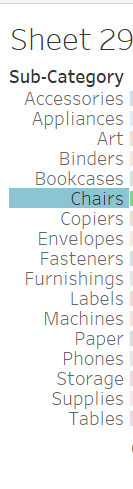 Sheet 29
Sub-Category
Accessories
Appliances
Art
Binders
Bookcases
Chairs
Copiers
Envelopes
Fasteners
Furnishings
Labels
Machines
Paper
Phones
Storage
Supplies
Tables